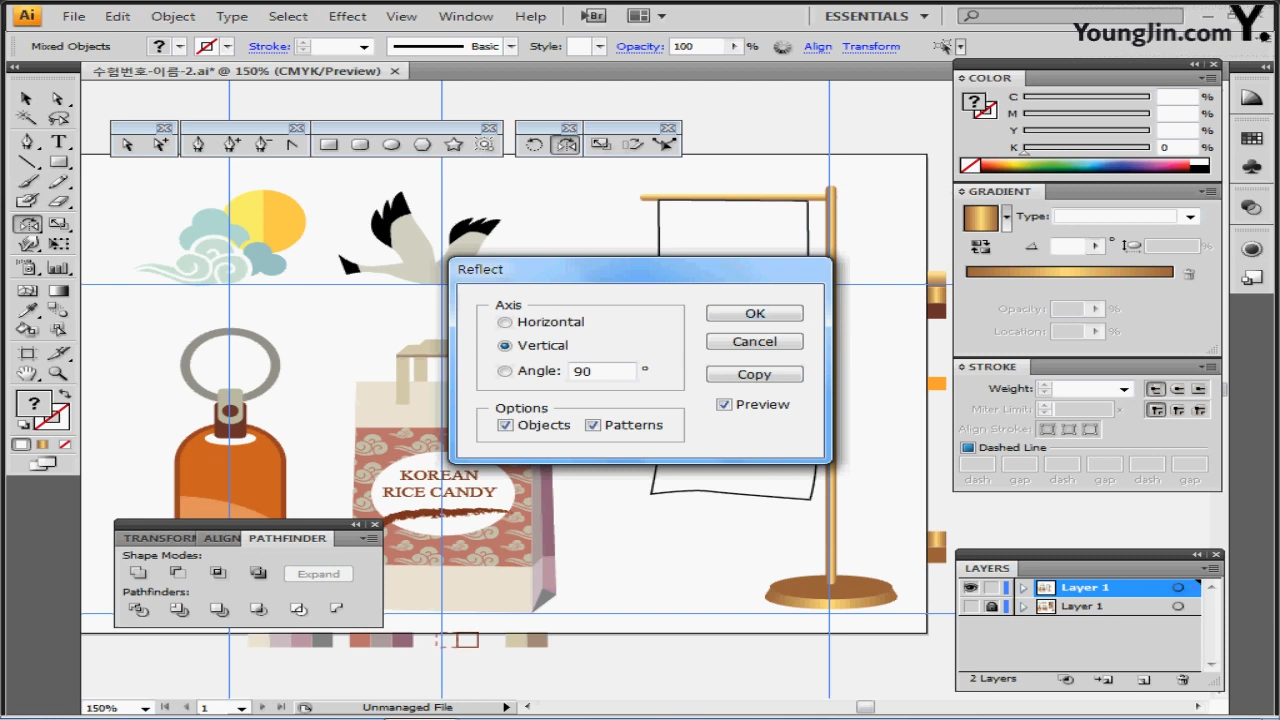 Ai File Edit Object Type Select Effect View Window Help Br ESSENTIALS
YoungJin.com Y.
Mixed Objects ? Stroke: Basic Style: Opacity: 100 % Align Transform
수험번호-이름-2.ai* @ 150% (CMYK/Preview) ×
COLOR
?
C %
M %
Y %
K 0 %
GRADIENT
Type:
°
%
Opacity: %
Location: %
STROKE
Weight:
Miter Limit: ×
Align Stroke:
Dashed Line
dash gap dash gap dash gap
LAYERS
Layer 1
Layer 1
2 Layers
T
?
Reflect
Axis
Horizontal
Vertical
Angle: 90 °
Options
Objects Patterns
OK
Cancel
Copy
Preview
KOREAN
RICE CANDY
TRANSFORM ALIGN PATHFINDER
Shape Modes:
Expand
Pathfinders:
150% 1 Unmanaged File